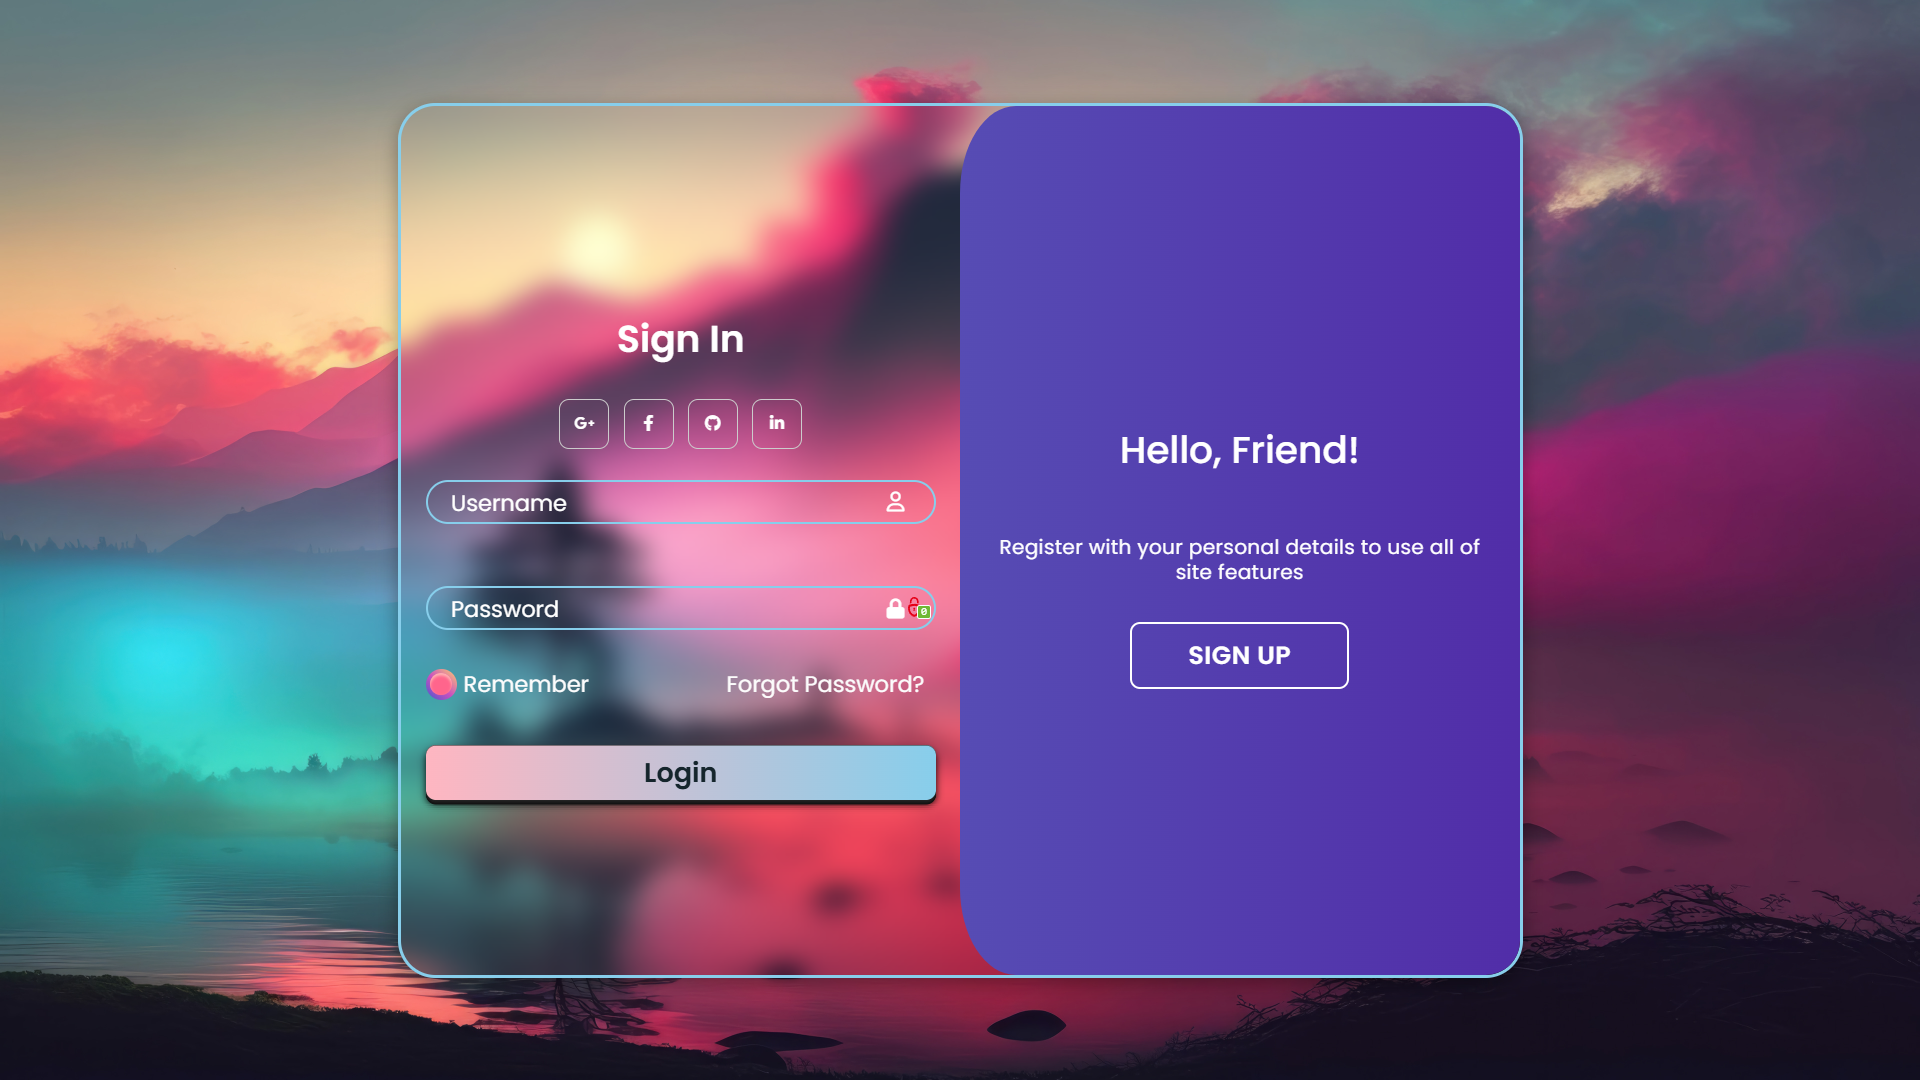 Sign In
G+
f
in
Username
Password
0
Remember
Forgot Password?
Login
Hello, Friend!
Register with your personal details to use all of
site features
SIGN UP